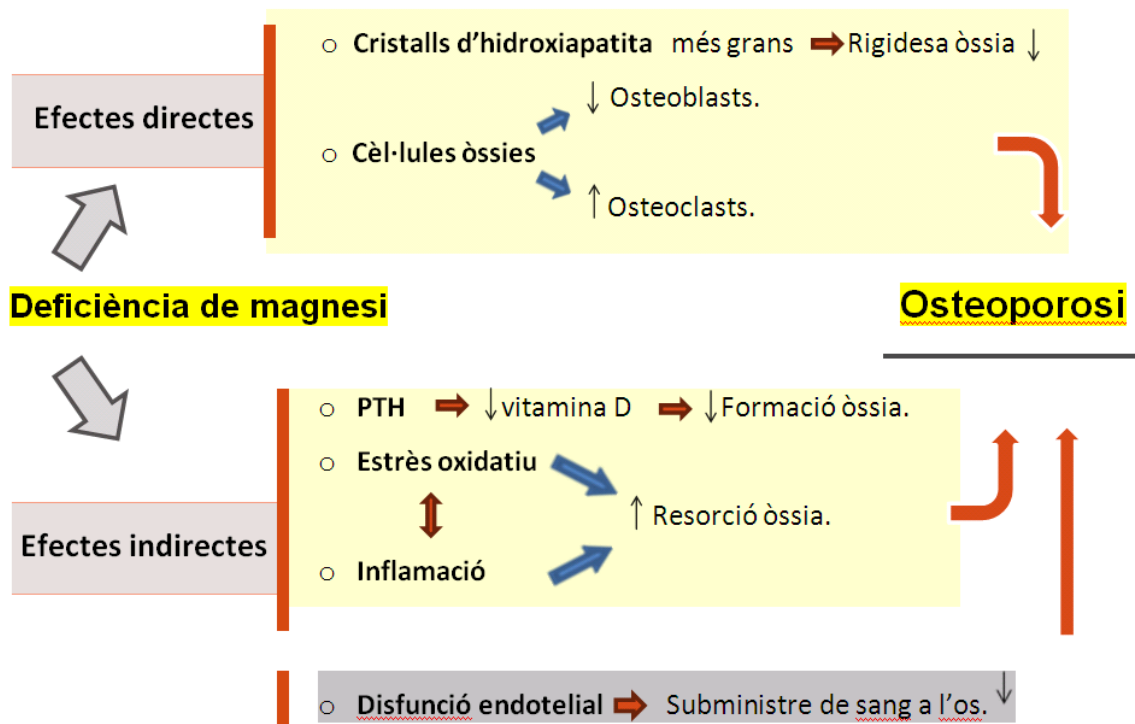 o Cristalls d’hidroxiapatita més grans Rigidesa òssia ↓
↓ Osteoblasts.
Efectes directes
o Cèl·lules òssies
↑ Osteoclasts.
Deficiència de magnesi
Osteoporosi
o PTH ↓ vitamina D ↓ Formació òssia.
o Estrès oxidatiu
↑ Resorció òssia.
Efectes indirectes
o Inflamació
o Disfunció endotelial Subministre de sang a l’os. ↓